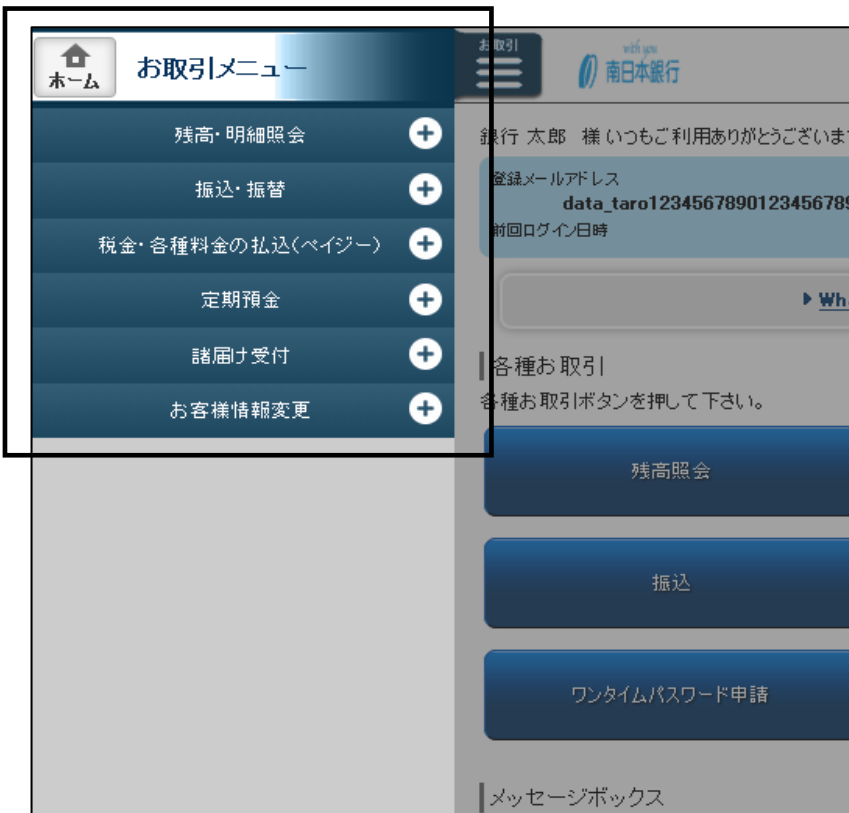 ホーム
お取引メニュー
残高・明細照会
振込・振替
税金・各種料金の払込(ペイジー)
定期預金
諸届け受付
お客様情報変更
お取引
with you
南日本銀行
銀行 太郎 様 いつもご利用ありがとうございま
登録メールアドレス
data_taro1234567890123456789
前回ログイン日時
Wh
各種お取引
各種お取引ボタンを押して下さい。
残高照会
振込
ワンタイムパスワード申請
メッセージボックス